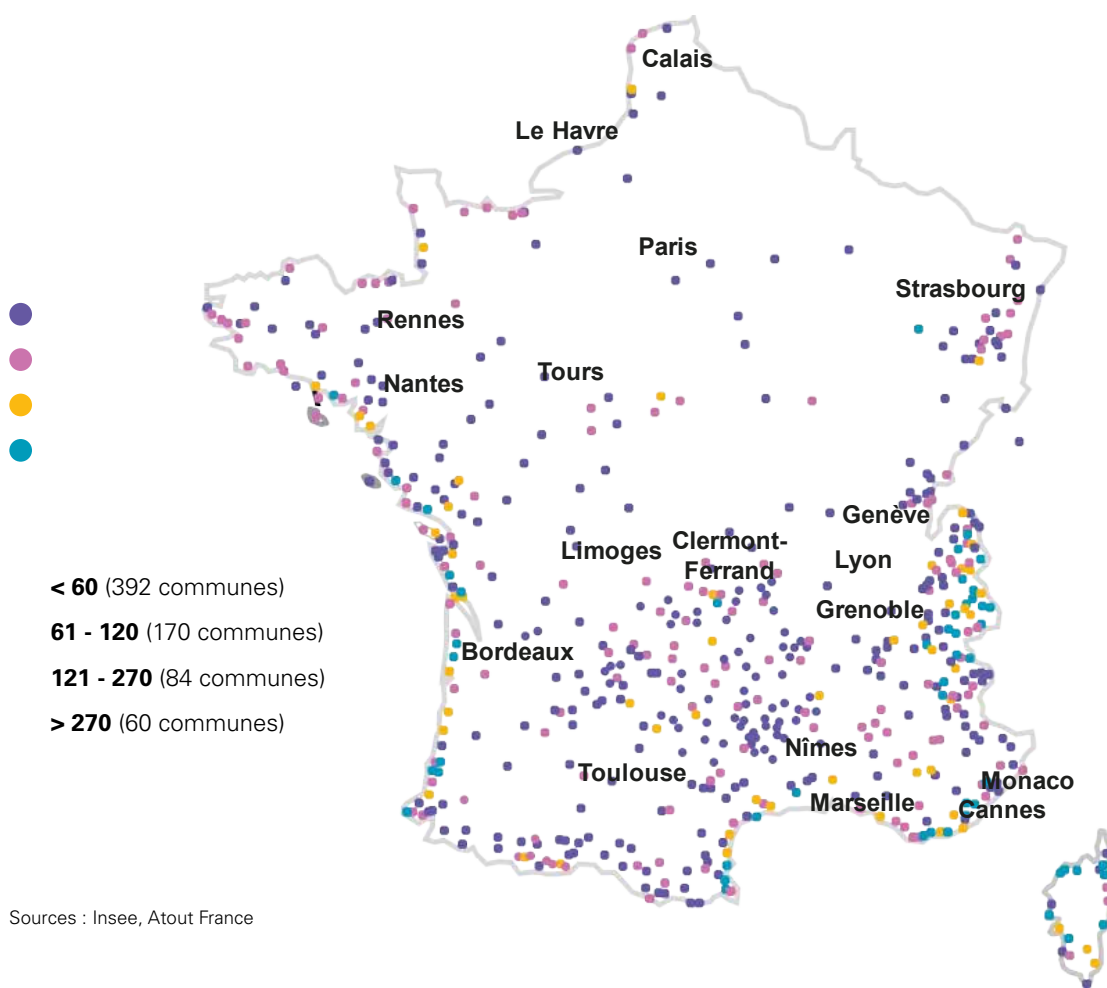 Calais
Le Havre
Paris
Strasbourg
Rennes
Tours
Nantes
Genève
Limoges
Clermont-
Ferrand
Lyon
Grenoble
< 60 (392 communes)
61 - 120 (170 communes)
Bordeaux
121 - 270 (84 communes)
> 270 (60 communes)
Nîmes
Toulouse
Monaco
Marseille
Cannes
Sources : Insee, Atout France